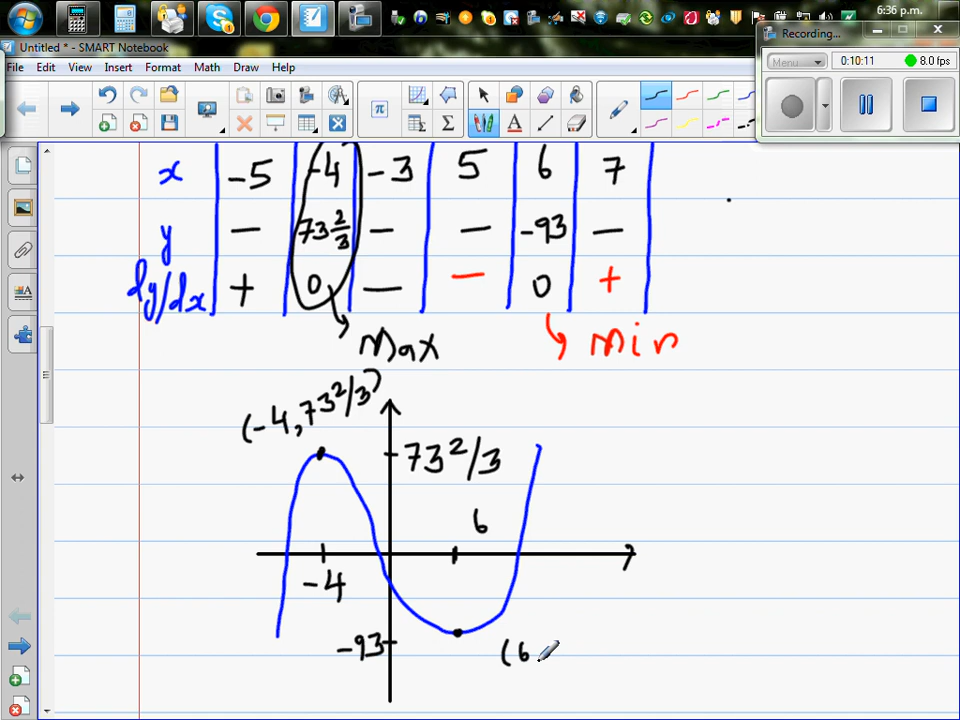 6:36 p.m.
Untitled * - SMART Notebook
Recording...
File Edit View Insert Format Math Draw Help
Menu 0:10:11 8.0 fps
x -5 -4 -3 5 6 7
y — 73 2/3 — — -93 —
dy/dx + 0 — — 0 +
Max Min
(-4, 73 2/3)
73 2/3
6
-4
-93 (6